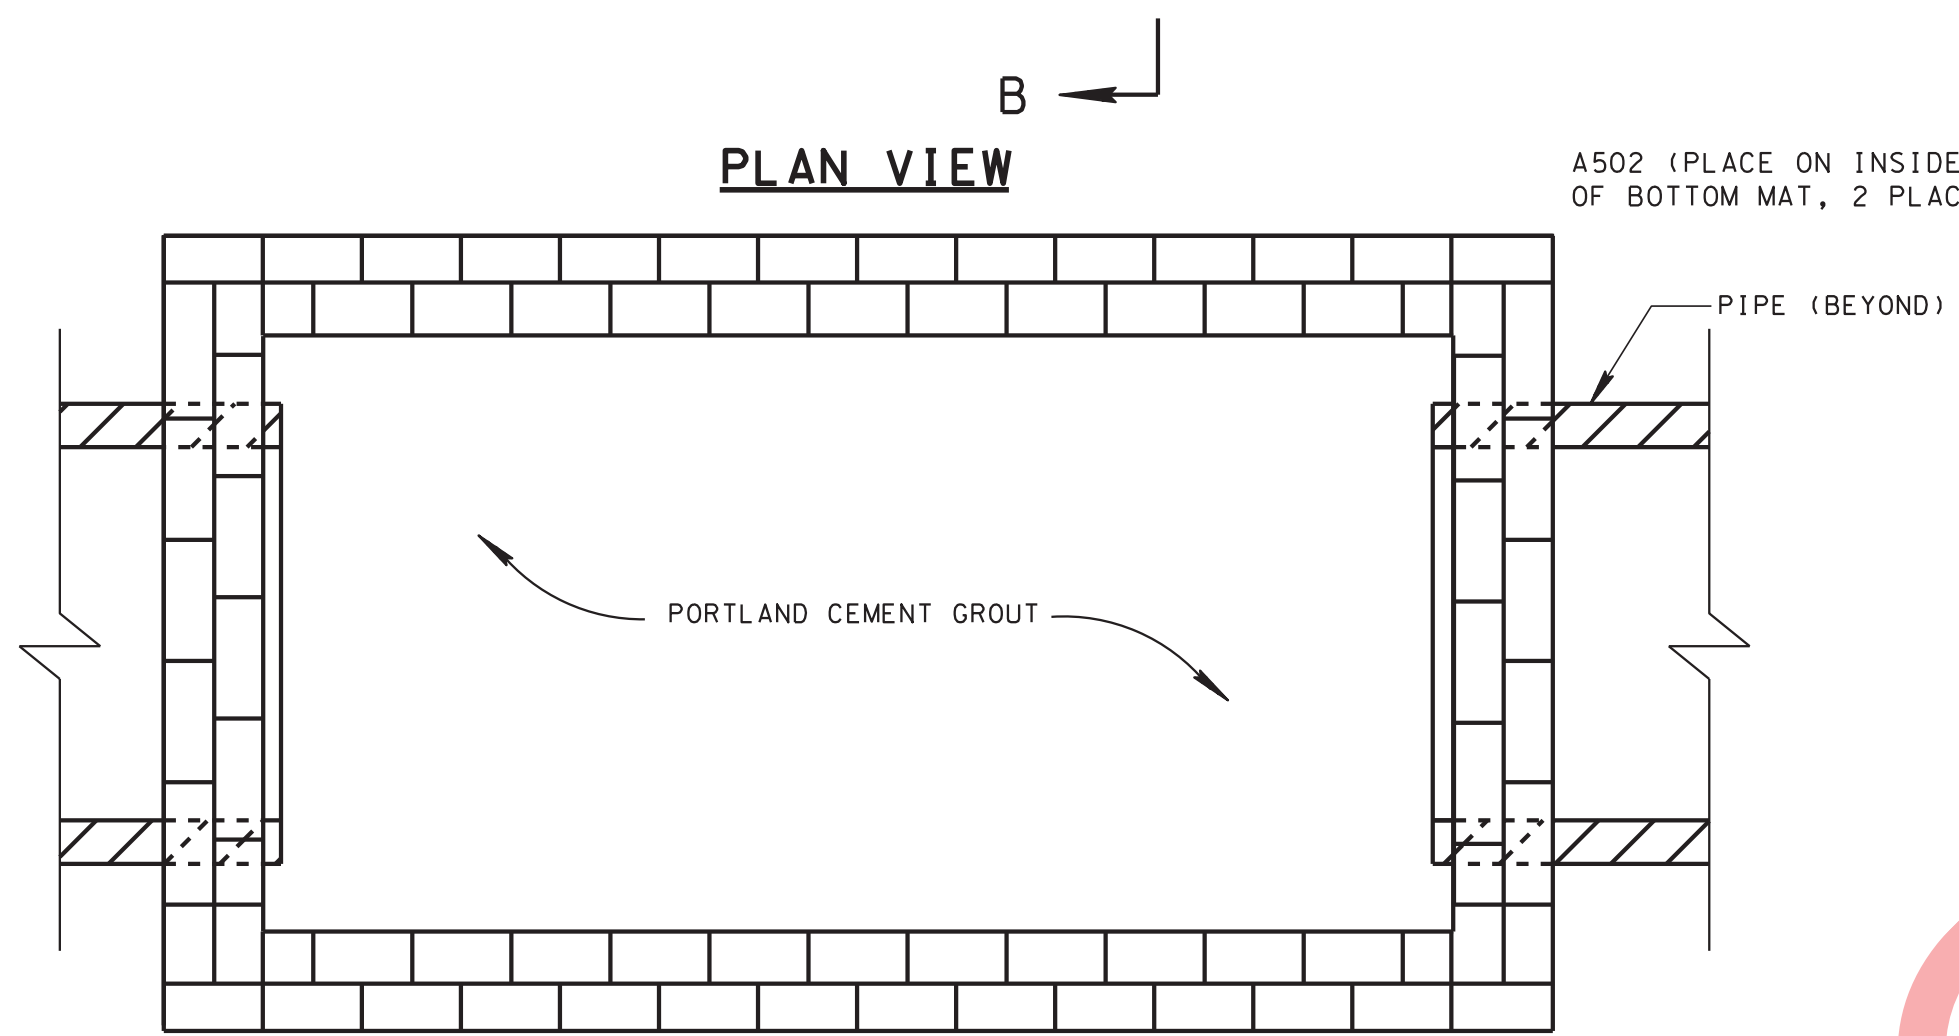 B
PLAN VIEW
A502 (PLACE ON INSIDE
OF BOTTOM MAT, 2 PLAC
PIPE (BEYOND)
PORTLAND CEMENT GROUT